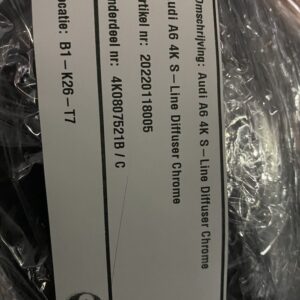 Omschrijving: Audi A6 4K S-Line Diffuser Chrome
Audi A6 4K S-Line Diffuser Chrome
Artikel nr: 20220118005
Onderdeel nr: 4K0807521B / C
Locatie: B1-K26-T7